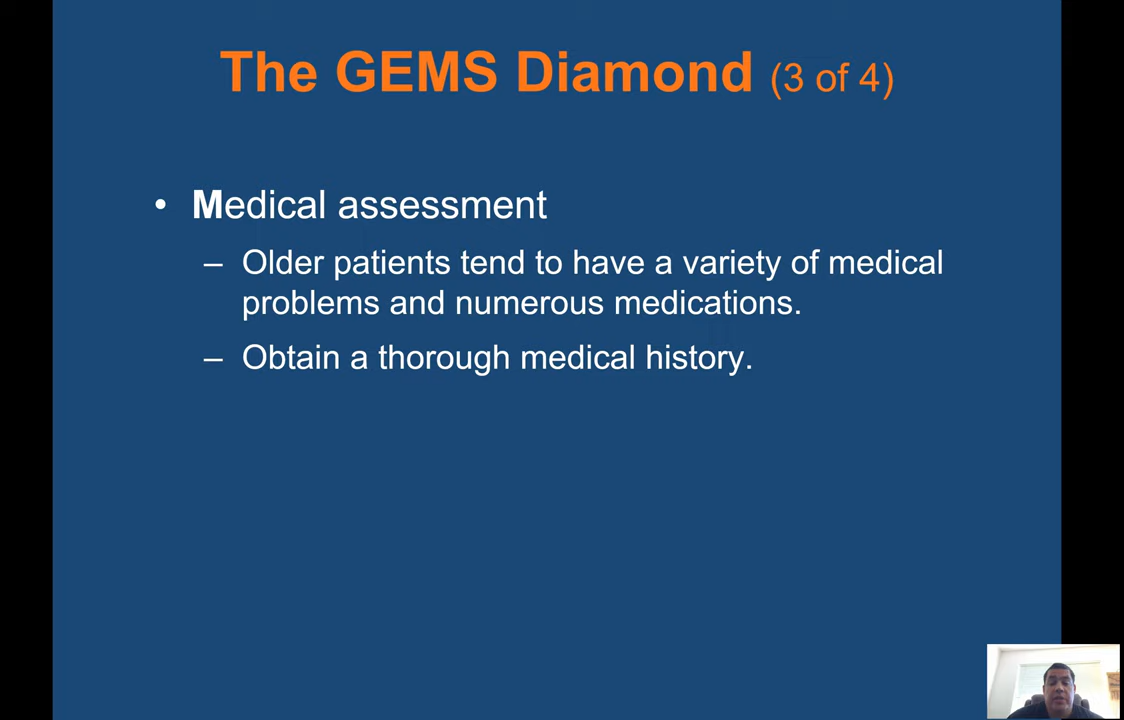 The GEMS Diamond (3 of 4)
• Medical assessment
– Older patients tend to have a variety of medical
problems and numerous medications.
– Obtain a thorough medical history.